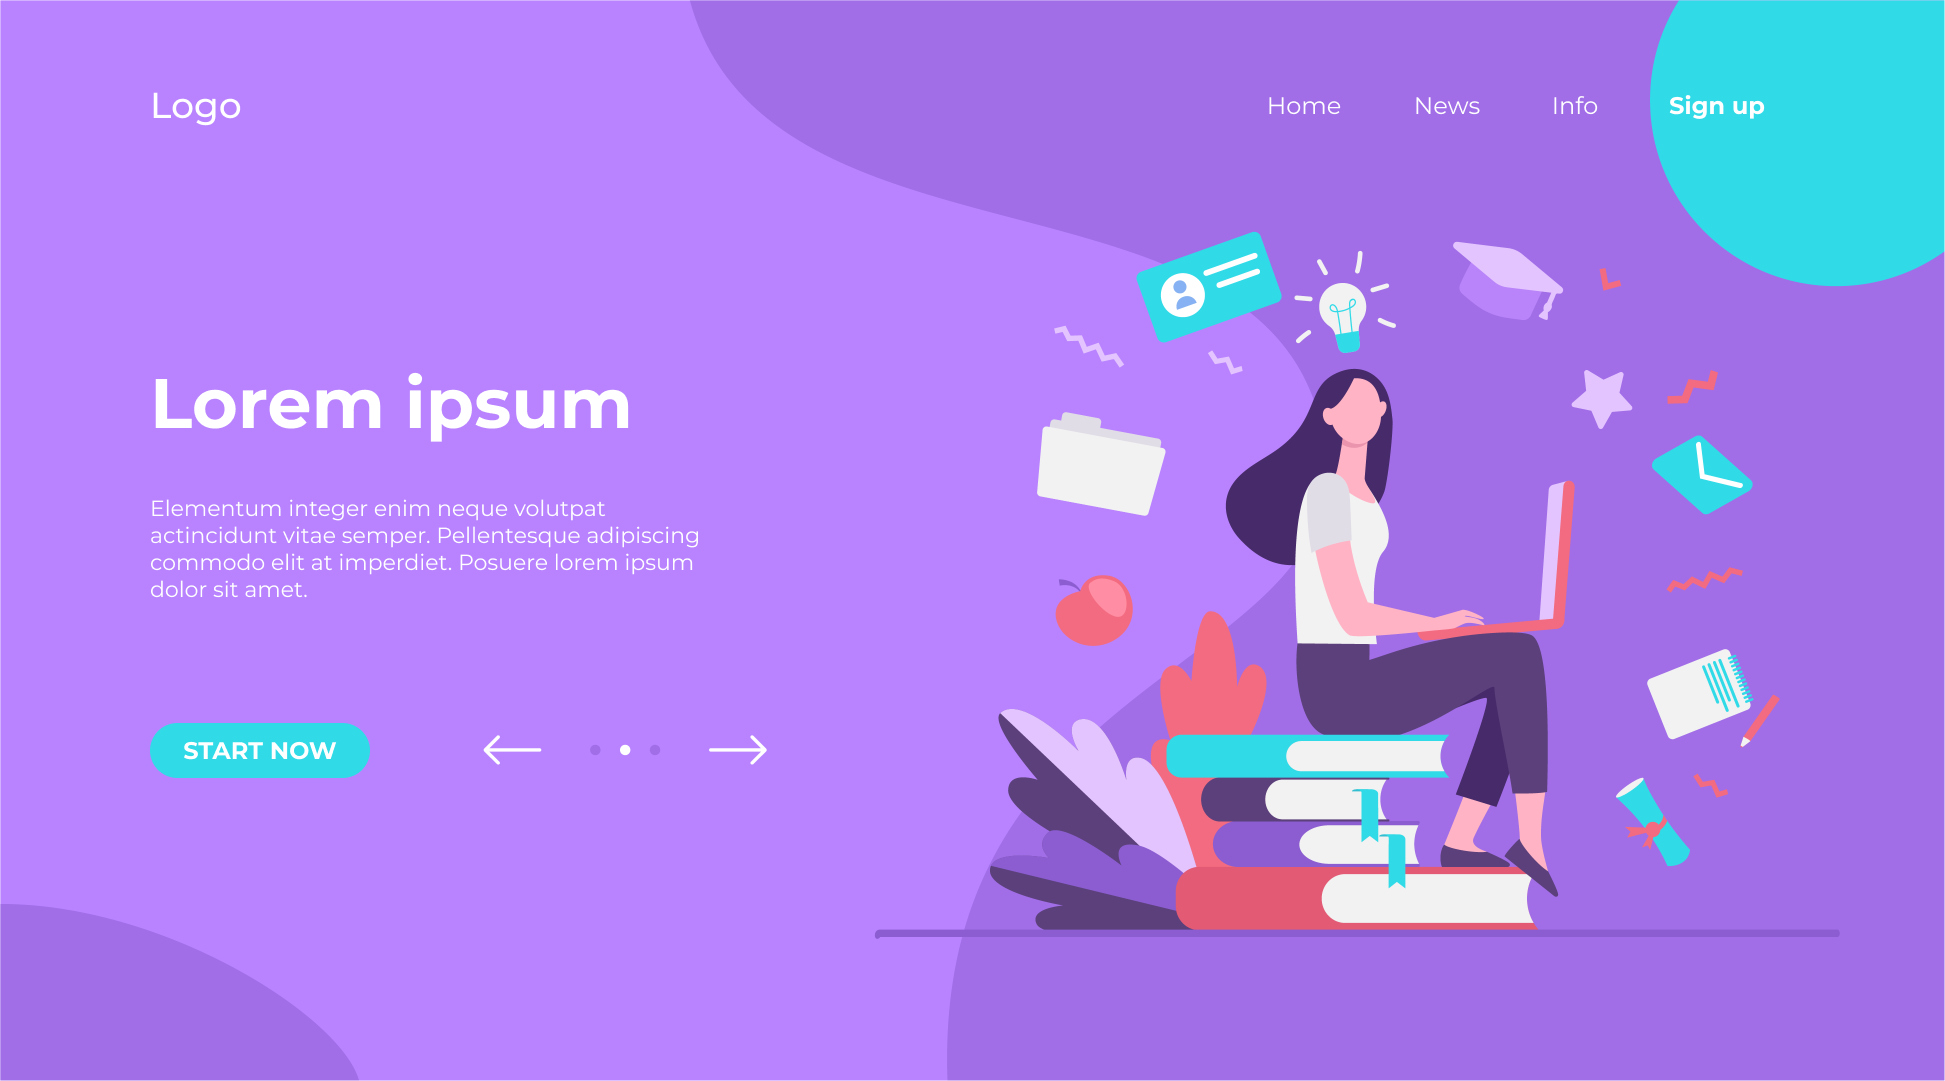 Logo
Home
News
Info
Sign up
Lorem ipsum
Elementum integer enim neque volutpat
actincidunt vitae semper. Pellentesque adipiscing
commodo elit at imperdiet. Posuere lorem ipsum
dolor sit amet.
START NOW